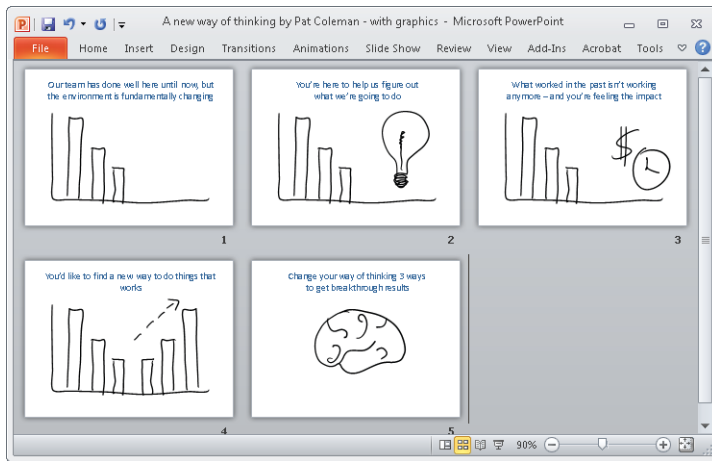 A new way of thinking by Pat Coleman - with graphics - Microsoft PowerPoint
File Home Insert Design Transitions Animations Slide Show Review View Add-Ins Acrobat Tools
Our team has done well here until now, but
the environment is fundamentally changing
1
You're here to help us figure out
what we're going to do
2
What worked in the past isn't working
anymore – and you're feeling the impact
$
3
You'd like to find a new way to do things that
works
4
Change your way of thinking 3 ways
to get breakthrough results
5
90%